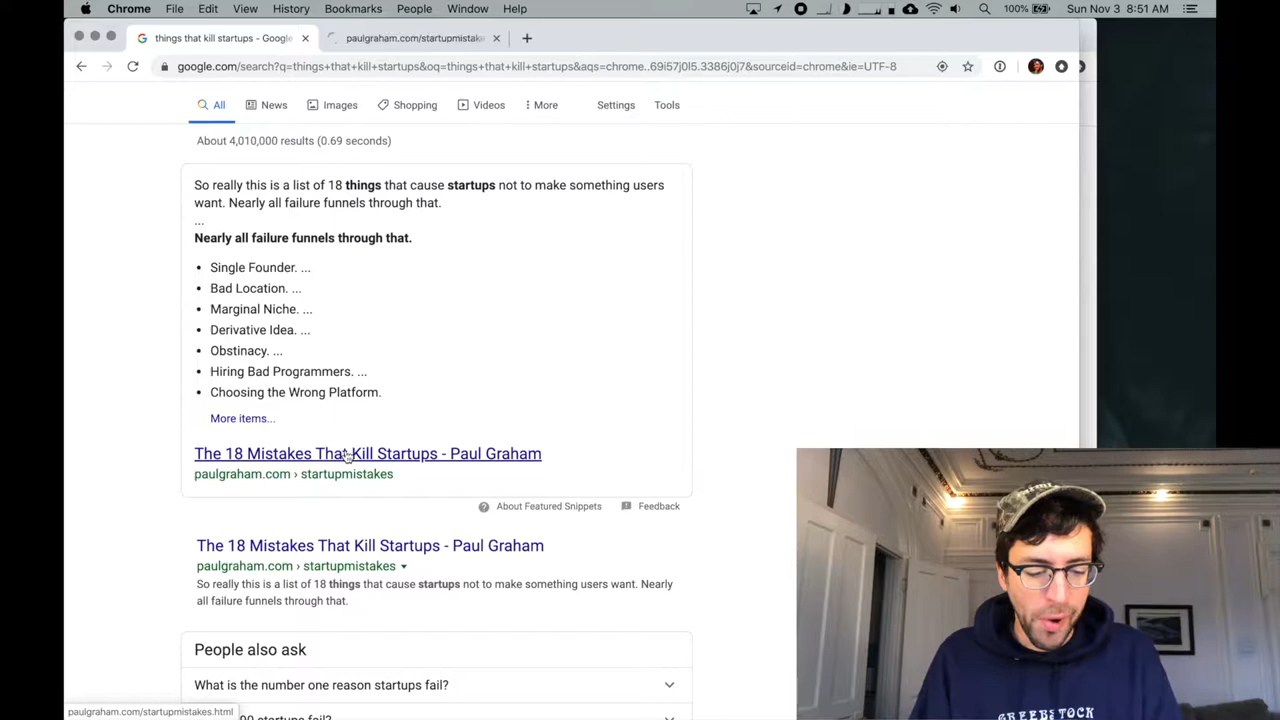 Chrome File Edit View History Bookmarks People Window Help 100% Sun Nov 3 8:51 AM
things that kill startups - Google paulgraham.com/startupmistake
google.com/search?q=things+that+kill+startups&oq=things+that+kill+startups&aqs=chrome..69i57j0l5.3386j0j7&sourceid=chrome&ie=UTF-8
All News Images Shopping Videos More Settings Tools
About 4,010,000 results (0.69 seconds)
So really this is a list of 18 things that cause startups not to make something users
want. Nearly all failure funnels through that.
...
Nearly all failure funnels through that.
• Single Founder. ...
• Bad Location. ...
• Marginal Niche. ...
• Derivative Idea. ...
• Obstinacy. ...
• Hiring Bad Programmers. ...
• Choosing the Wrong Platform.
More items...
The 18 Mistakes That Kill Startups - Paul Graham
paulgraham.com › startupmistakes
About Featured Snippets Feedback
The 18 Mistakes That Kill Startups - Paul Graham
paulgraham.com › startupmistakes
So really this is a list of 18 things that cause startups not to make something users want. Nearly
all failure funnels through that.
People also ask
What is the number one reason startups fail?
startups fail?
paulgraham.com/startupmistakes.html